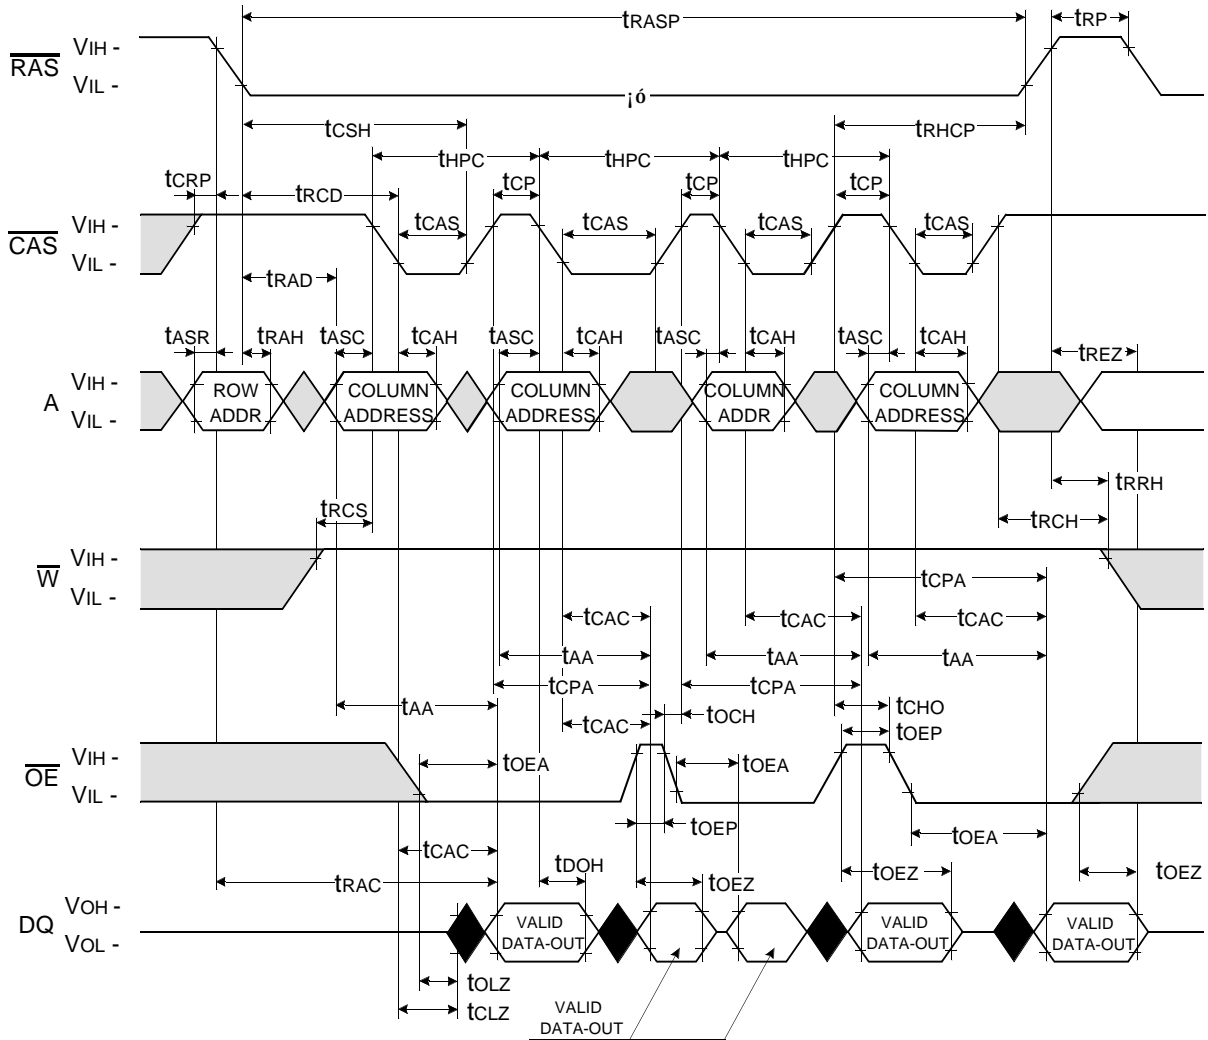 tRASP tRP
RAS VIH -
VIL -
¡ó
tCSH tRHCP
tHPC tHPC tHPC
tCRP tRCD tCP tCP tCP
CAS VIH -
VIL -
tCAS tCAS tCAS tCAS
tRAD
tASR tRAH tASC tCAH tASC tCAH tASC tCAH tASC tCAH tREZ
A VIH -
VIL -
ROW ADDR
COLUMN ADDRESS
COLUMN ADDRESS
COLUMN ADDR
COLUMN ADDRESS
tRRH
tRCS tRCH
W VIH -
VIL -
tCPA
tCAC tCAC tCAC
tAA tAA tAA
tCPA tCPA
tAA tCAC tOCH tCHO
tOEP
OE VIH -
VIL -
tOEA tOEA
tOEP tOEA
tCAC tDOH
tRAC tOEZ tOEZ tOEZ
DQ VOH -
VOL -
VALID DATA-OUT
VALID DATA-OUT
VALID DATA-OUT
tOLZ
tCLZ
VALID
DATA-OUT